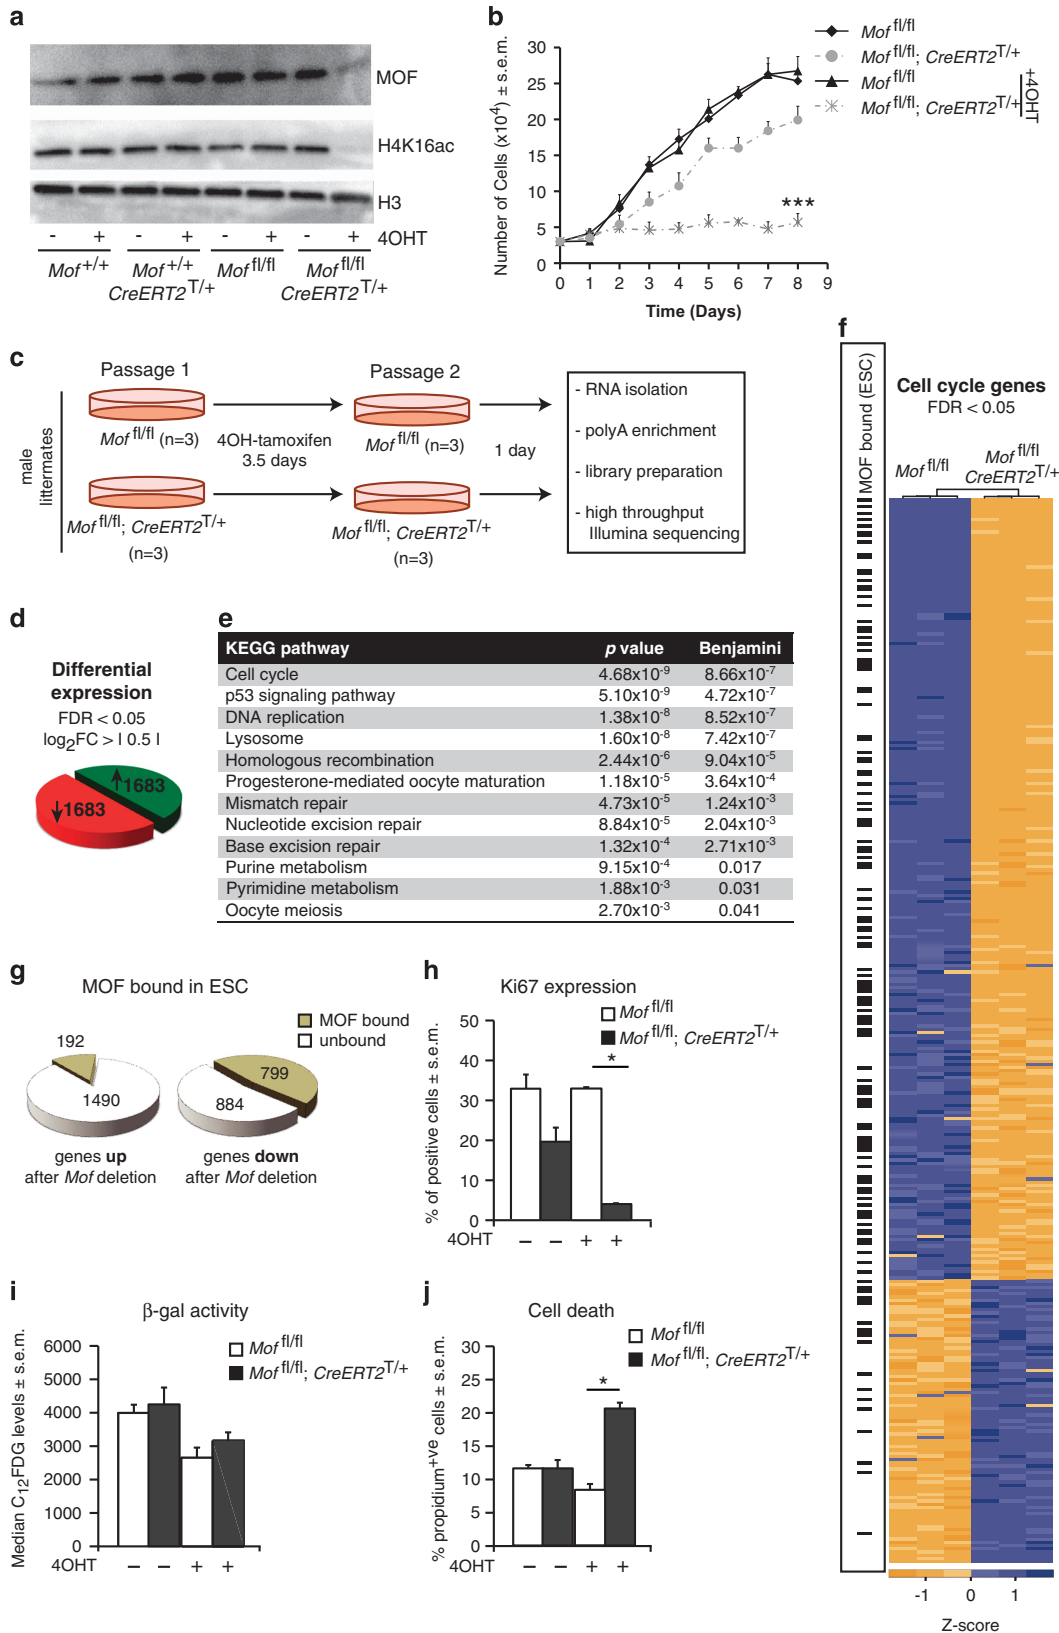 a
MOF
H4K16ac
H3
- + - + - + - + 4OHT
Mof+/+
Mof+/+
CreERT2T/+
Mof fl/fl
Mof fl/fl
CreERT2T/+
b
Number of Cells (x10⁴) ± s.e.m.
30
25
20
15
10
5
0
0 1 2 3 4 5 6 7 8 9
Time (Days)
***
Mof fl/fl
Mof fl/fl; CreERT2T/+
Mof fl/fl
Mof fl/fl; CreERT2T/+
+4OHT
c
male
littermates
Passage 1
Mof fl/fl (n=3)
Mof fl/fl; CreERT2T/+
(n=3)
4OH-tamoxifen
3.5 days
Passage 2
Mof fl/fl (n=3)
Mof fl/fl; CreERT2T/+
(n=3)
1 day
- RNA isolation
- polyA enrichment
- library preparation
- high throughput
Illumina sequencing
d
Differential
expression
FDR < 0.05
log₂FC > I 0.5 I
↑1683
↓1683
e
KEGG pathway p value Benjamini
Cell cycle 4.68x10⁻⁹ 8.66x10⁻⁷
p53 signaling pathway 5.10x10⁻⁹ 4.72x10⁻⁷
DNA replication 1.38x10⁻⁸ 8.52x10⁻⁷
Lysosome 1.60x10⁻⁸ 7.42x10⁻⁷
Homologous recombination 2.44x10⁻⁶ 9.04x10⁻⁵
Progesterone-mediated oocyte maturation 1.18x10⁻⁵ 3.64x10⁻⁴
Mismatch repair 4.73x10⁻⁵ 1.24x10⁻³
Nucleotide excision repair 8.84x10⁻⁵ 2.04x10⁻³
Base excision repair 1.32x10⁻⁴ 2.71x10⁻³
Purine metabolism 9.15x10⁻⁴ 0.017
Pyrimidine metabolism 1.88x10⁻³ 0.031
Oocyte meiosis 2.70x10⁻³ 0.041
f
MOF bound (ESC)
Cell cycle genes
FDR < 0.05
Mof fl/fl
Mof fl/fl
CreERT2T/+
-1 0 1
Z-score
g
MOF bound in ESC
MOF bound
unbound
192
1490
799
884
genes up
after Mof deletion
genes down
after Mof deletion
h
Ki67 expression
Mof fl/fl
Mof fl/fl; CreERT2T/+
% of positive cells ± s.e.m.
50
40
30
20
10
0
*
4OHT – – + +
i
β-gal activity
Mof fl/fl
Mof fl/fl; CreERT2T/+
Median C₁₂FDG levels ± s.e.m.
6000
5000
4000
3000
2000
1000
0
4OHT – – + +
j
Cell death
Mof fl/fl
Mof fl/fl; CreERT2T/+
% propidium+ve cells ± s.e.m.
30
25
20
15
10
5
0
*
4OHT – – + +